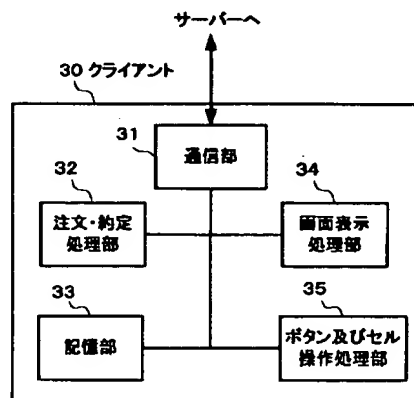 サーバーへ
30 クライアント
31
通信部
32
注文・約定
処理部
34
画面表示
処理部
33
記憶部
35
ボタン及びセル
操作処理部